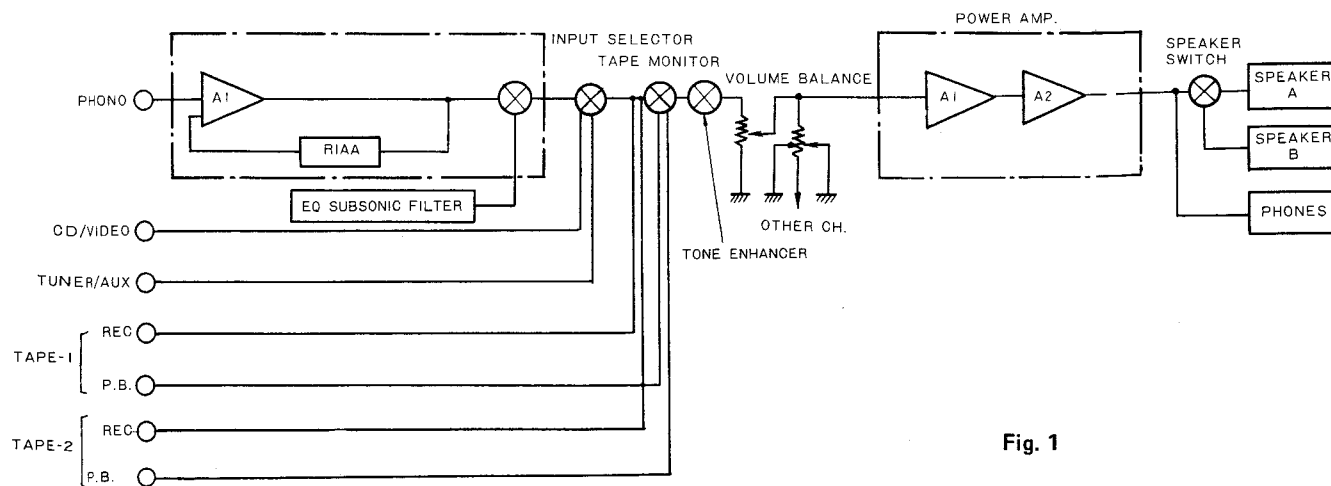 POWER AMP.
INPUT SELECTOR
TAPE MONITOR
VOLUME BALANCE
SPEAKER
SWITCH
PHONO
A1
RIAA
EQ SUBSONIC FILTER
A1
A2
SPEAKER
A
SPEAKER
B
PHONES
OTHER CH.
TONE ENHANCER
CD/VIDEO
TUNER/AUX
TAPE-1
REC
P.B.
TAPE-2
REC
P.B.
Fig. 1